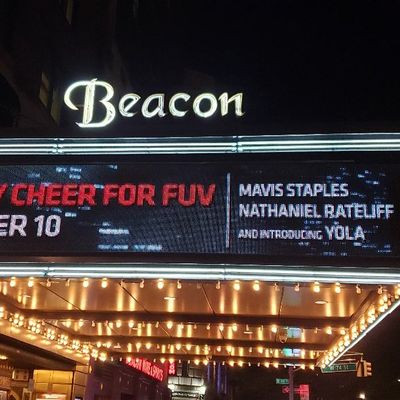 Beacon
Y CHEER FOR FUV
ER 10
MAVIS STAPLES
NATHANIEL RATELIFF
AND INTRODUCING YOLA